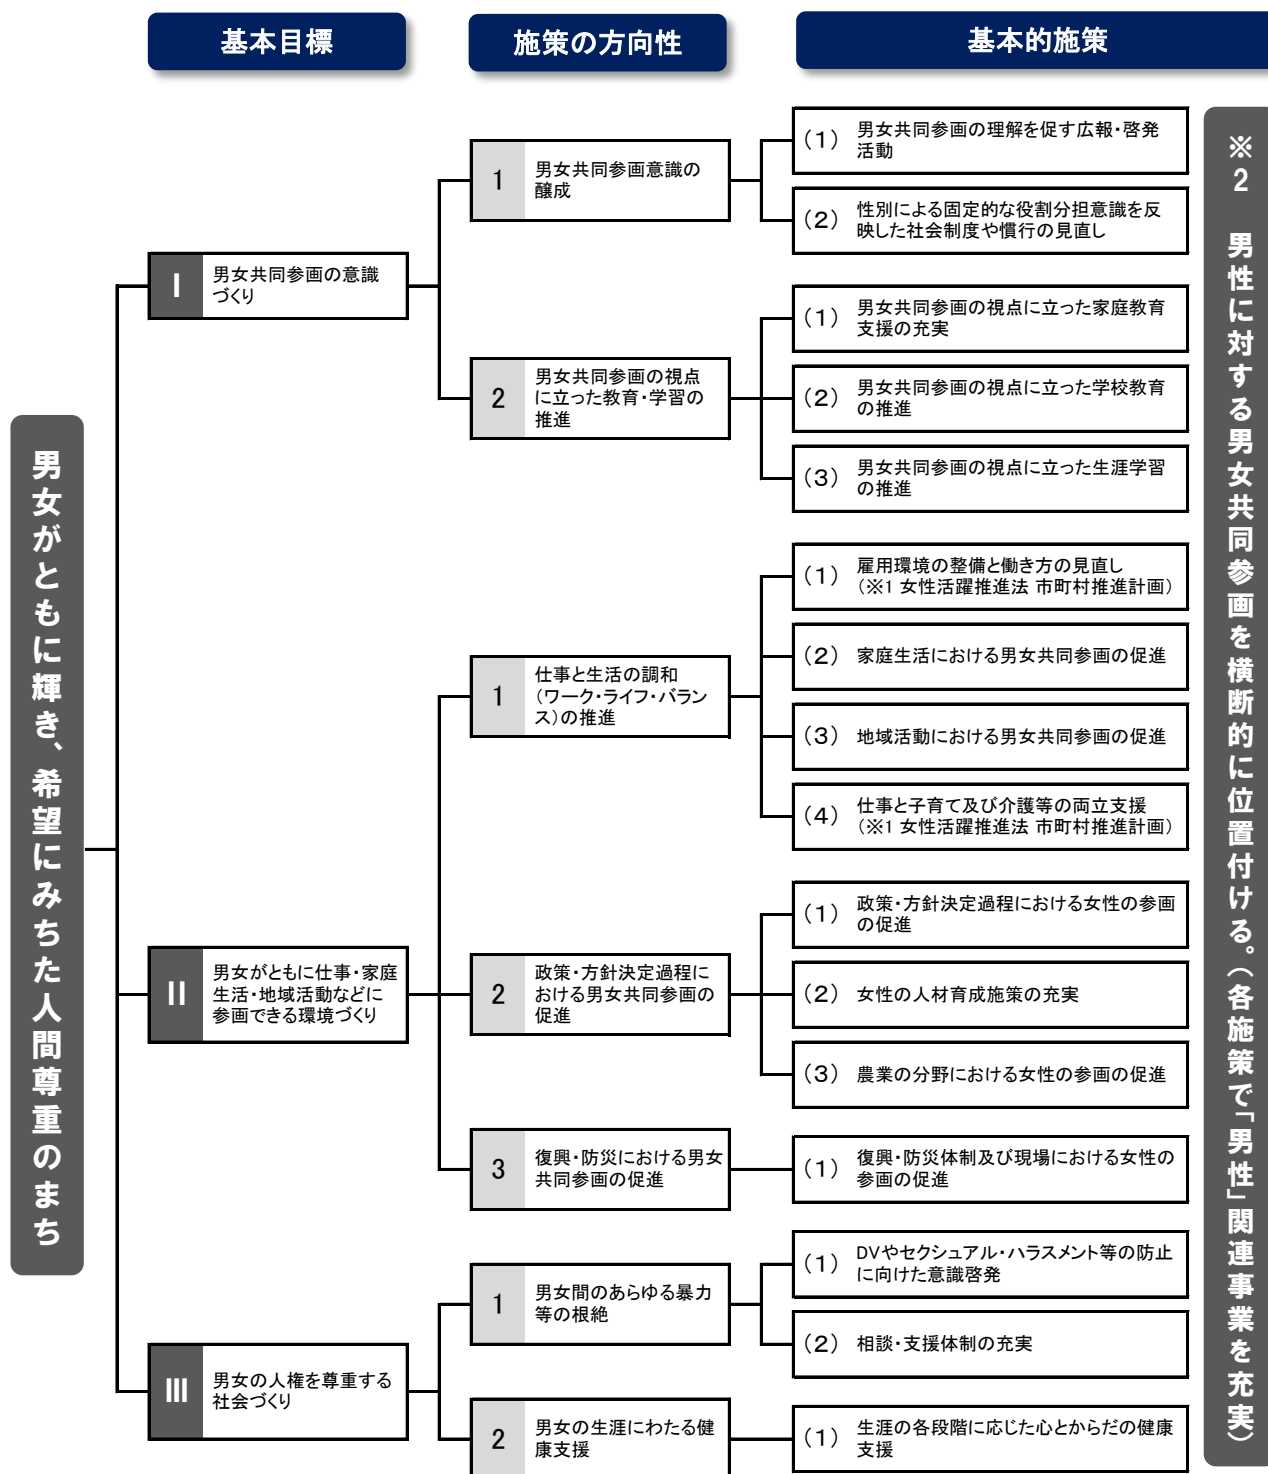 基本目標
施策の方向性
基本的施策
男女がともに輝き、希望にみちた人間尊重のまち
Ⅰ
男女共同参画の意識
づくり
1
男女共同参画意識の
醸成
(1)
男女共同参画の理解を促す広報・啓発
活動
(2)
性別による固定的な役割分担意識を反
映した社会制度や慣行の見直し
2
男女共同参画の視点
に立った教育・学習の
推進
(1)
男女共同参画の視点に立った家庭教育
支援の充実
(2)
男女共同参画の視点に立った学校教育
の推進
(3)
男女共同参画の視点に立った生涯学習
の推進
Ⅱ
男女がともに仕事・家庭
生活・地域活動などに
参画できる環境づくり
1
仕事と生活の調和
(ワーク・ライフ・バラン
ス)の推進
(1)
雇用環境の整備と働き方の見直し
(※1 女性活躍推進法 市町村推進計画)
(2)
家庭生活における男女共同参画の促進
(3)
地域活動における男女共同参画の促進
(4)
仕事と子育て及び介護等の両立支援
(※1 女性活躍推進法 市町村推進計画)
2
政策・方針決定過程に
おける男女共同参画の
促進
(1)
政策・方針決定過程における女性の参画
の促進
(2)
女性の人材育成施策の充実
(3)
農業の分野における女性の参画の促進
3
復興・防災における男女
共同参画の促進
(1)
復興・防災体制及び現場における女性の
参画の促進
Ⅲ
男女の人権を尊重する
社会づくり
1
男女間のあらゆる暴力
等の根絶
(1)
DVやセクシュアル・ハラスメント等の防止
に向けた意識啓発
(2)
相談・支援体制の充実
2
男女の生涯にわたる健
康支援
(1)
生涯の各段階に応じた心とからだの健康
支援
※2 男性に対する男女共同参画を横断的に位置付ける。(各施策で「男性」関連事業を充実)